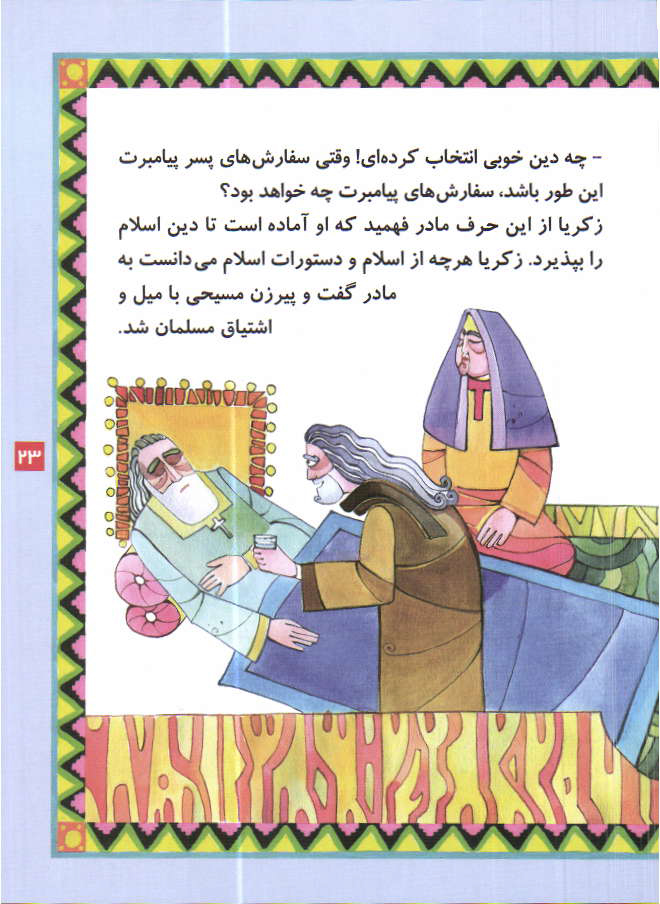 - چه دین خوبی انتخاب کرده‌ای! وقتی سفارش‌های پسر پیامبرت
این طور باشد، سفارش‌های پیامبرت چه خواهد بود؟
زکریا از این حرف مادر فهمید که او آماده است تا دین اسلام
را بپذیرد. زکریا هرچه از اسلام و دستورات اسلام می‌دانست به
مادر گفت و پیرزن مسیحی با میل و
اشتیاق مسلمان شد.
۲۳